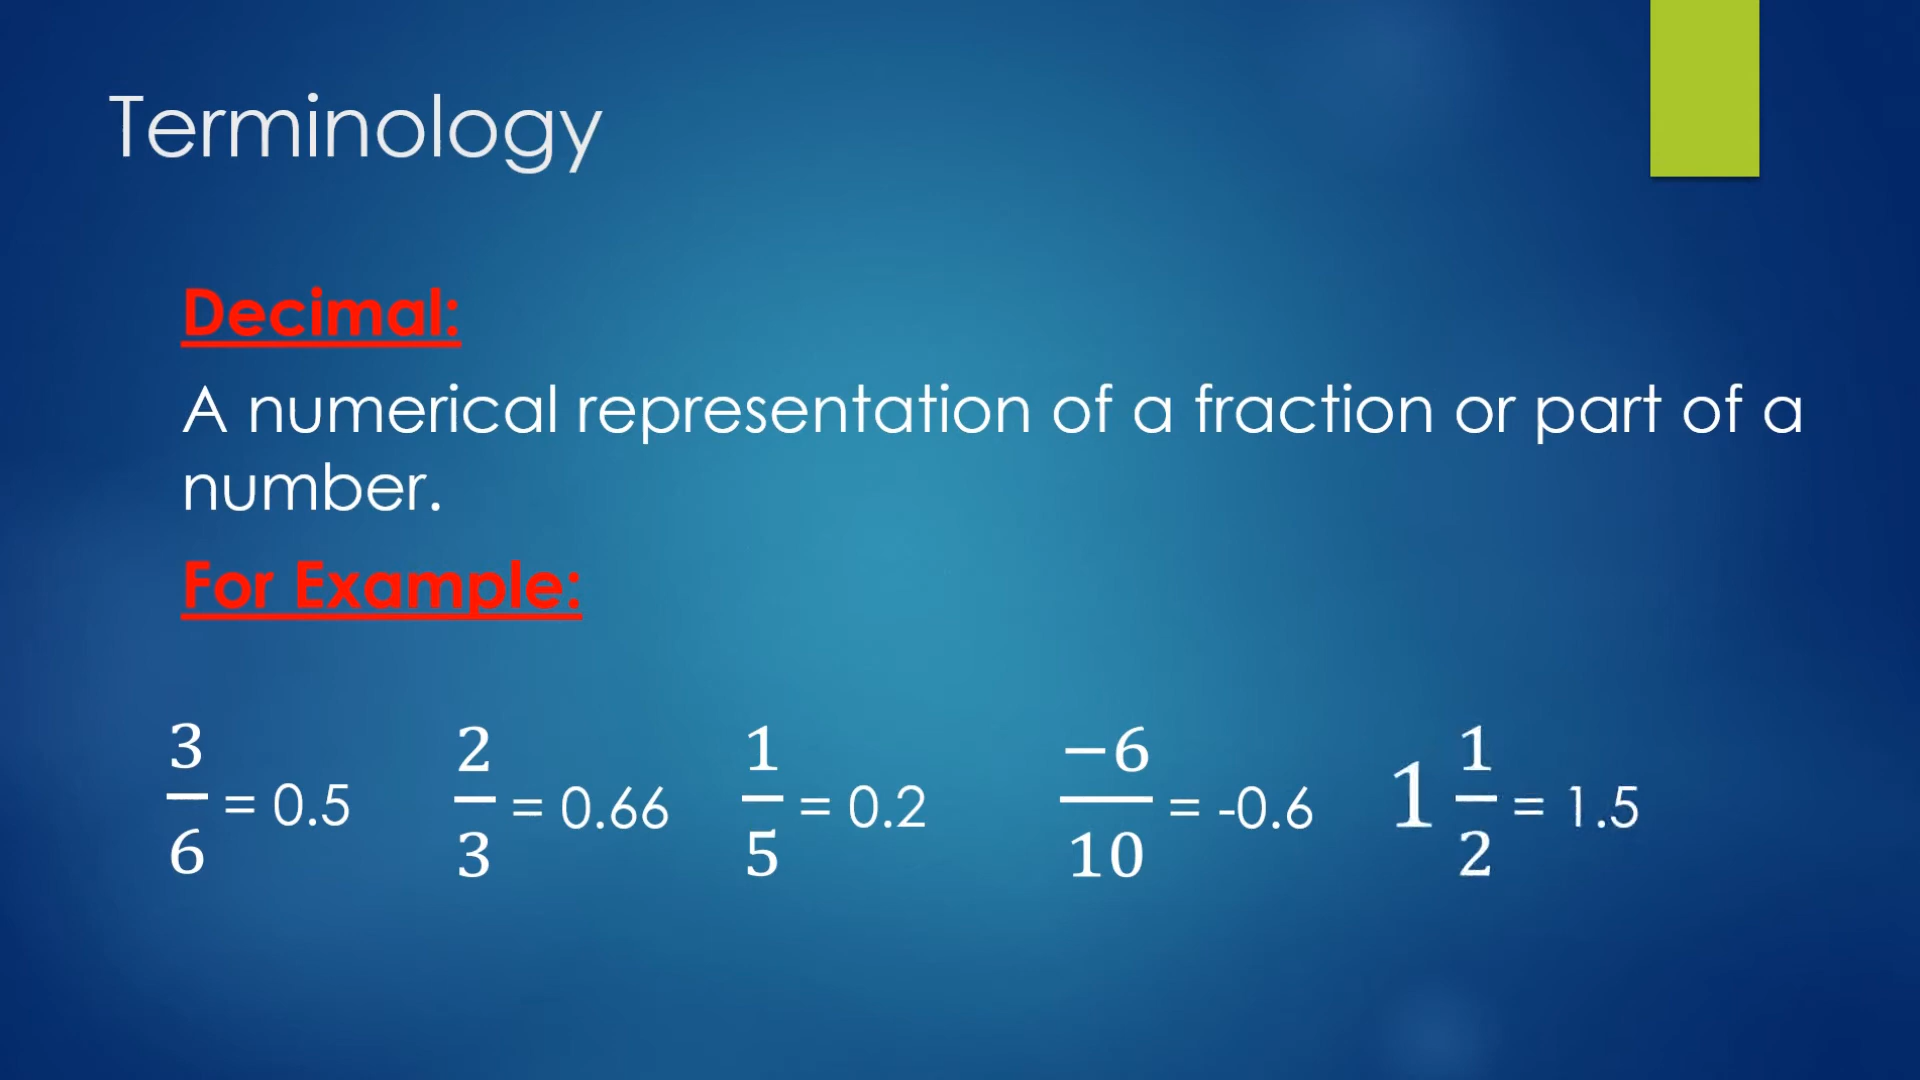 Terminology
Decimal:
A numerical representation of a fraction or part of a
number.
For Example:
3/6 = 0.5 2/3 = 0.66 1/5 = 0.2 −6/10 = -0.6 1 1/2 = 1.5